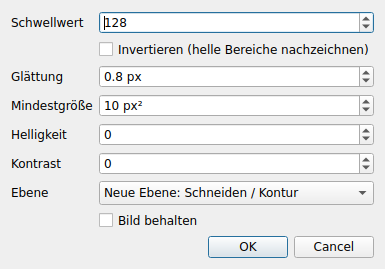 Schwellwert 128
Invertieren (helle Bereiche nachzeichnen)
Glättung 0.8 px
Mindestgröße 10 px²
Helligkeit 0
Kontrast 0
Ebene Neue Ebene: Schneiden / Kontur
Bild behalten
OK Cancel